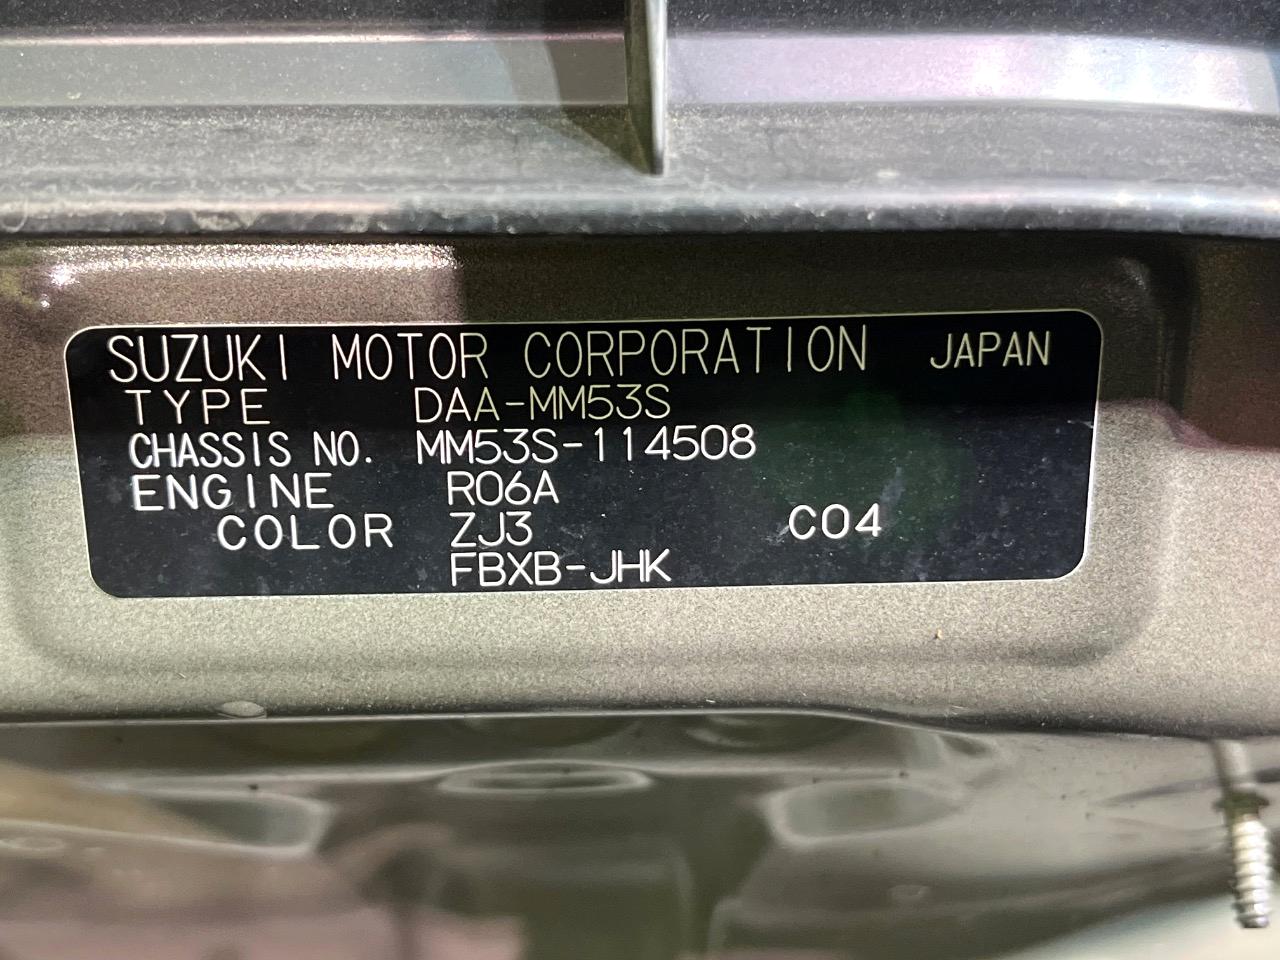 SUZUKI MOTOR CORPORATION JAPAN
TYPE DAA-MM53S
CHASSIS NO. MM53S-114508
ENGINE R06A
COLOR ZJ3 C04
FBXB-JHK